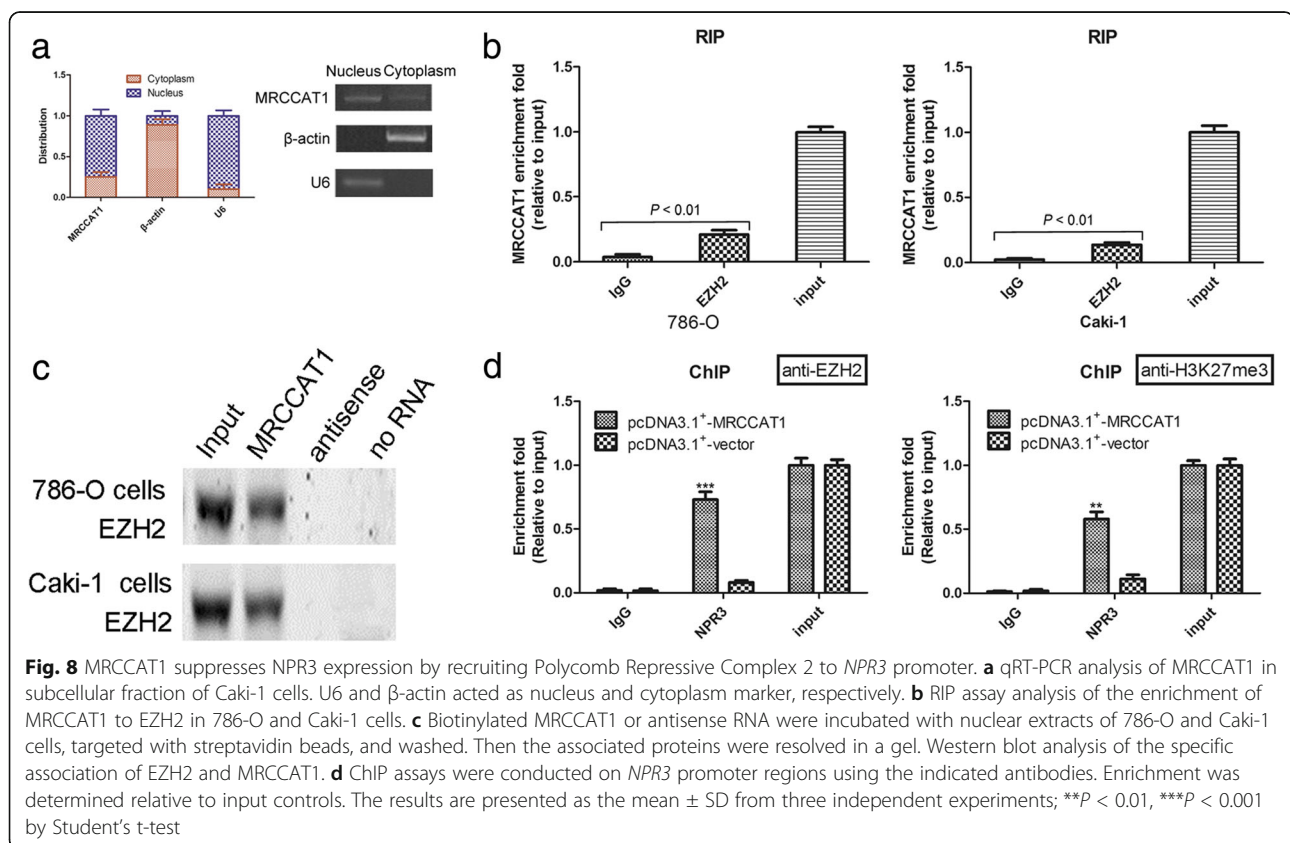 a
Cytoplasm
Nucleus
Distribution
1.5
1.0
0.5
0.0
MRCCAT1
β-actin
U6
Nucleus Cytoplasm
MRCCAT1
β-actin
U6
b
RIP
MRCCAT1 enrichment fold
(relative to input)
1.5
1.0
0.5
0.0
P < 0.01
IgG
EZH2
input
786-O
RIP
MRCCAT1 enrichment fold
(relative to input)
1.5
1.0
0.5
0.0
P < 0.01
IgG
EZH2
input
Caki-1
c
Input
MRCCAT1
antisense
no RNA
786-O cells
EZH2
Caki-1 cells
EZH2
d
ChIP
anti-EZH2
pcDNA3.1+-MRCCAT1
pcDNA3.1+-vector
Enrichment fold
(Relative to input)
1.5
1.0
0.5
0.0
***
IgG
NPR3
input
ChIP
anti-H3K27me3
pcDNA3.1+-MRCCAT1
pcDNA3.1+-vector
Enrichment fold
(Relative to input)
1.5
1.0
0.5
0.0
**
IgG
NPR3
input
Fig. 8 MRCCAT1 suppresses NPR3 expression by recruiting Polycomb Repressive Complex 2 to NPR3 promoter. a qRT-PCR analysis of MRCCAT1 in
subcellular fraction of Caki-1 cells. U6 and β-actin acted as nucleus and cytoplasm marker, respectively. b RIP assay analysis of the enrichment of
MRCCAT1 to EZH2 in 786-O and Caki-1 cells. c Biotinylated MRCCAT1 or antisense RNA were incubated with nuclear extracts of 786-O and Caki-1
cells, targeted with streptavidin beads, and washed. Then the associated proteins were resolved in a gel. Western blot analysis of the specific
association of EZH2 and MRCCAT1. d ChIP assays were conducted on NPR3 promoter regions using the indicated antibodies. Enrichment was
determined relative to input controls. The results are presented as the mean ± SD from three independent experiments; **P < 0.01, ***P < 0.001
by Student's t-test